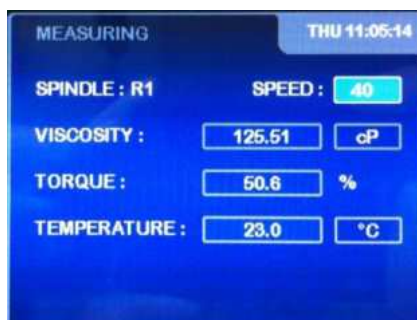 MEASURING THU 11:05:14
SPINDLE : R1 SPEED : 40
VISCOSITY : 125.51 cP
TORQUE : 50.6 %
TEMPERATURE : 23.0 °C